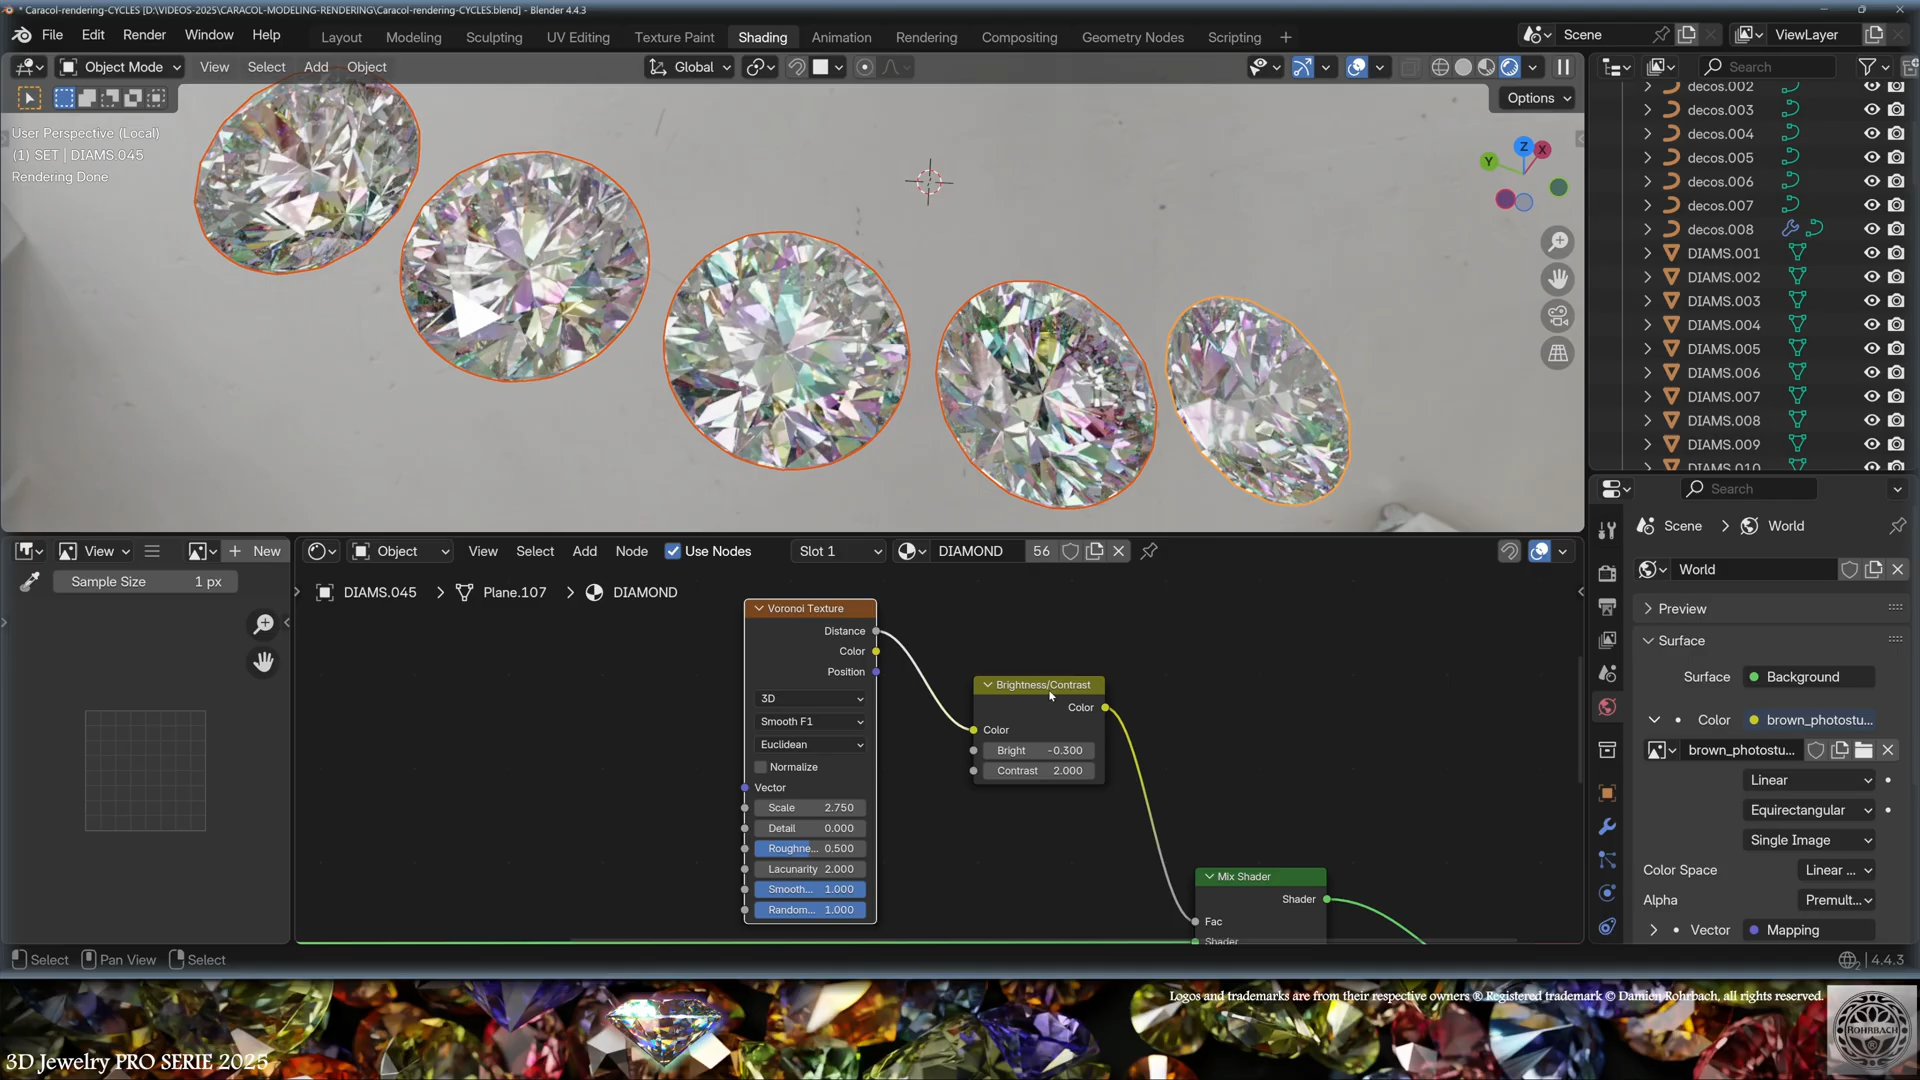 * Caracol-rendering-CYCLES [D:\VIDEOS-2025\CARACOL-MODELING-RENDERING\Caracol-rendering-CYCLES.blend] - Blender 4.4.3
File Edit Render Window Help
Layout Modeling Sculpting UV Editing Texture Paint Shading Animation Rendering Compositing Geometry Nodes Scripting +
Scene
ViewLayer
Object Mode View Select Add Object
Global
Search
Options
User Perspective (Local)
(1) SET | DIAMS.045
Rendering Done
Z X Y
decos.002
decos.003
decos.004
decos.005
decos.006
decos.007
decos.008
DIAMS.001
DIAMS.002
DIAMS.003
DIAMS.004
DIAMS.005
DIAMS.006
DIAMS.007
DIAMS.008
DIAMS.009
DIAMS.010
Search
Scene > World
World
Preview
Surface
Surface Background
Color brown_photostu...
brown_photostu...
Linear
Equirectangular
Single Image
Color Space Linear ...
Alpha Premult...
Vector Mapping
View
+ New
Sample Size 1 px
Object View Select Add Node Use Nodes Slot 1 DIAMOND 56
DIAMS.045 > Plane.107 > DIAMOND
Voronoi Texture
Distance
Color
Position
3D
Smooth F1
Euclidean
Normalize
Vector
Scale 2.750
Detail 0.000
Roughne... 0.500
Lacunarity 2.000
Smooth... 1.000
Random... 1.000
Brightness/Contrast
Color
Color
Bright -0.300
Contrast 2.000
Mix Shader
Shader
Fac
Shader
Select Pan View Select
4.4.3
Logos and trademarks are from their respective owners ® Registered trademark © Damien Rohrbach, all rights reserved.
3D Jewelry PRO SERIE 2025
ROHRBACH